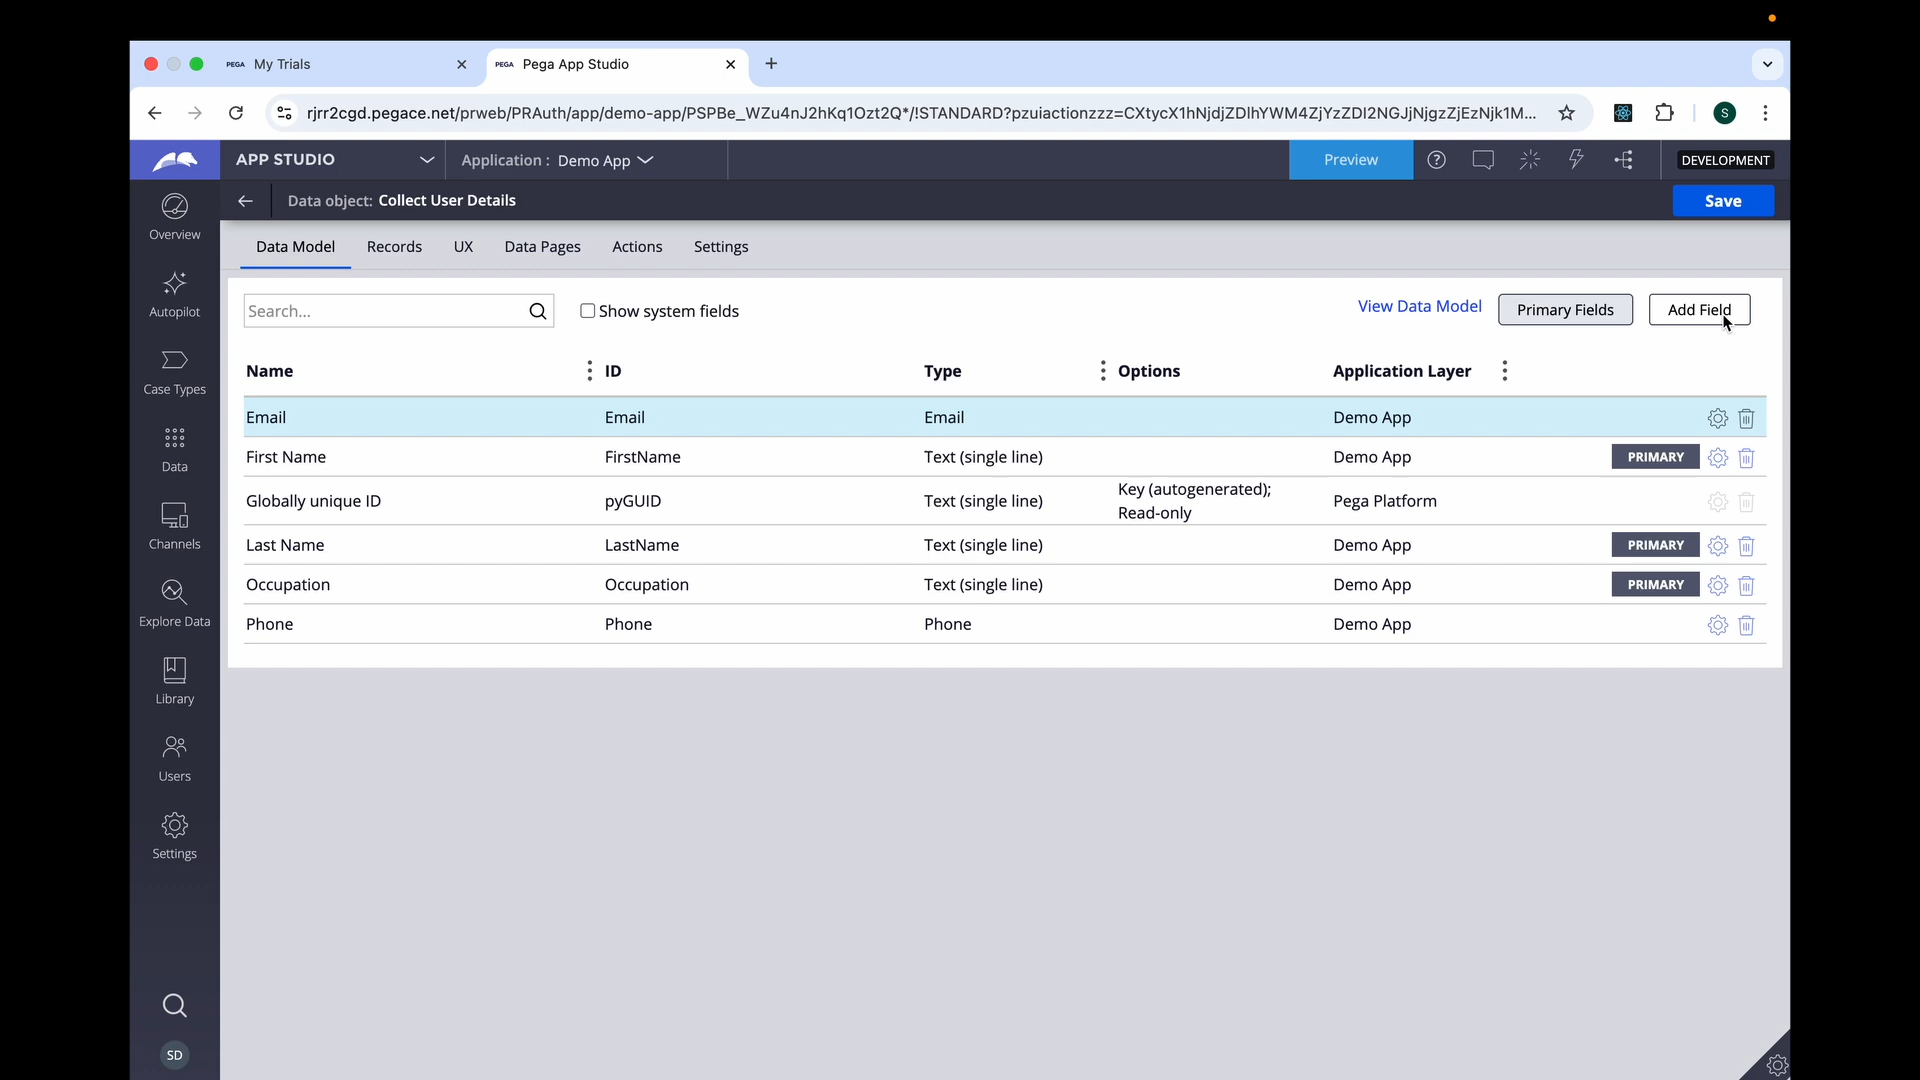 PEGA My Trials
PEGA Pega App Studio
rjrr2cgd.pegace.net/prweb/PRAuth/app/demo-app/PSPBe_WZu4nJ2hKq1Ozt2Q*/!STANDARD?pzuiactionzzz=CXtycX1hNjdjZDlhYWM4ZjYzZDI2NGJjNjgzZjEzNjk1M...
S
APP STUDIO
Application : Demo App
Preview
DEVELOPMENT
Data object: Collect User Details
Save
Overview
Autopilot
Case Types
Data
Channels
Explore Data
Library
Users
Settings
SD
Data Model Records UX Data Pages Actions Settings
Search... Show system fields View Data Model Primary Fields Add Field
Name ID Type Options Application Layer
Email Email Email Demo App
First Name FirstName Text (single line) Demo App PRIMARY
Globally unique ID pyGUID Text (single line) Key (autogenerated); Pega Platform
Read-only
Last Name LastName Text (single line) Demo App PRIMARY
Occupation Occupation Text (single line) Demo App PRIMARY
Phone Phone Phone Demo App